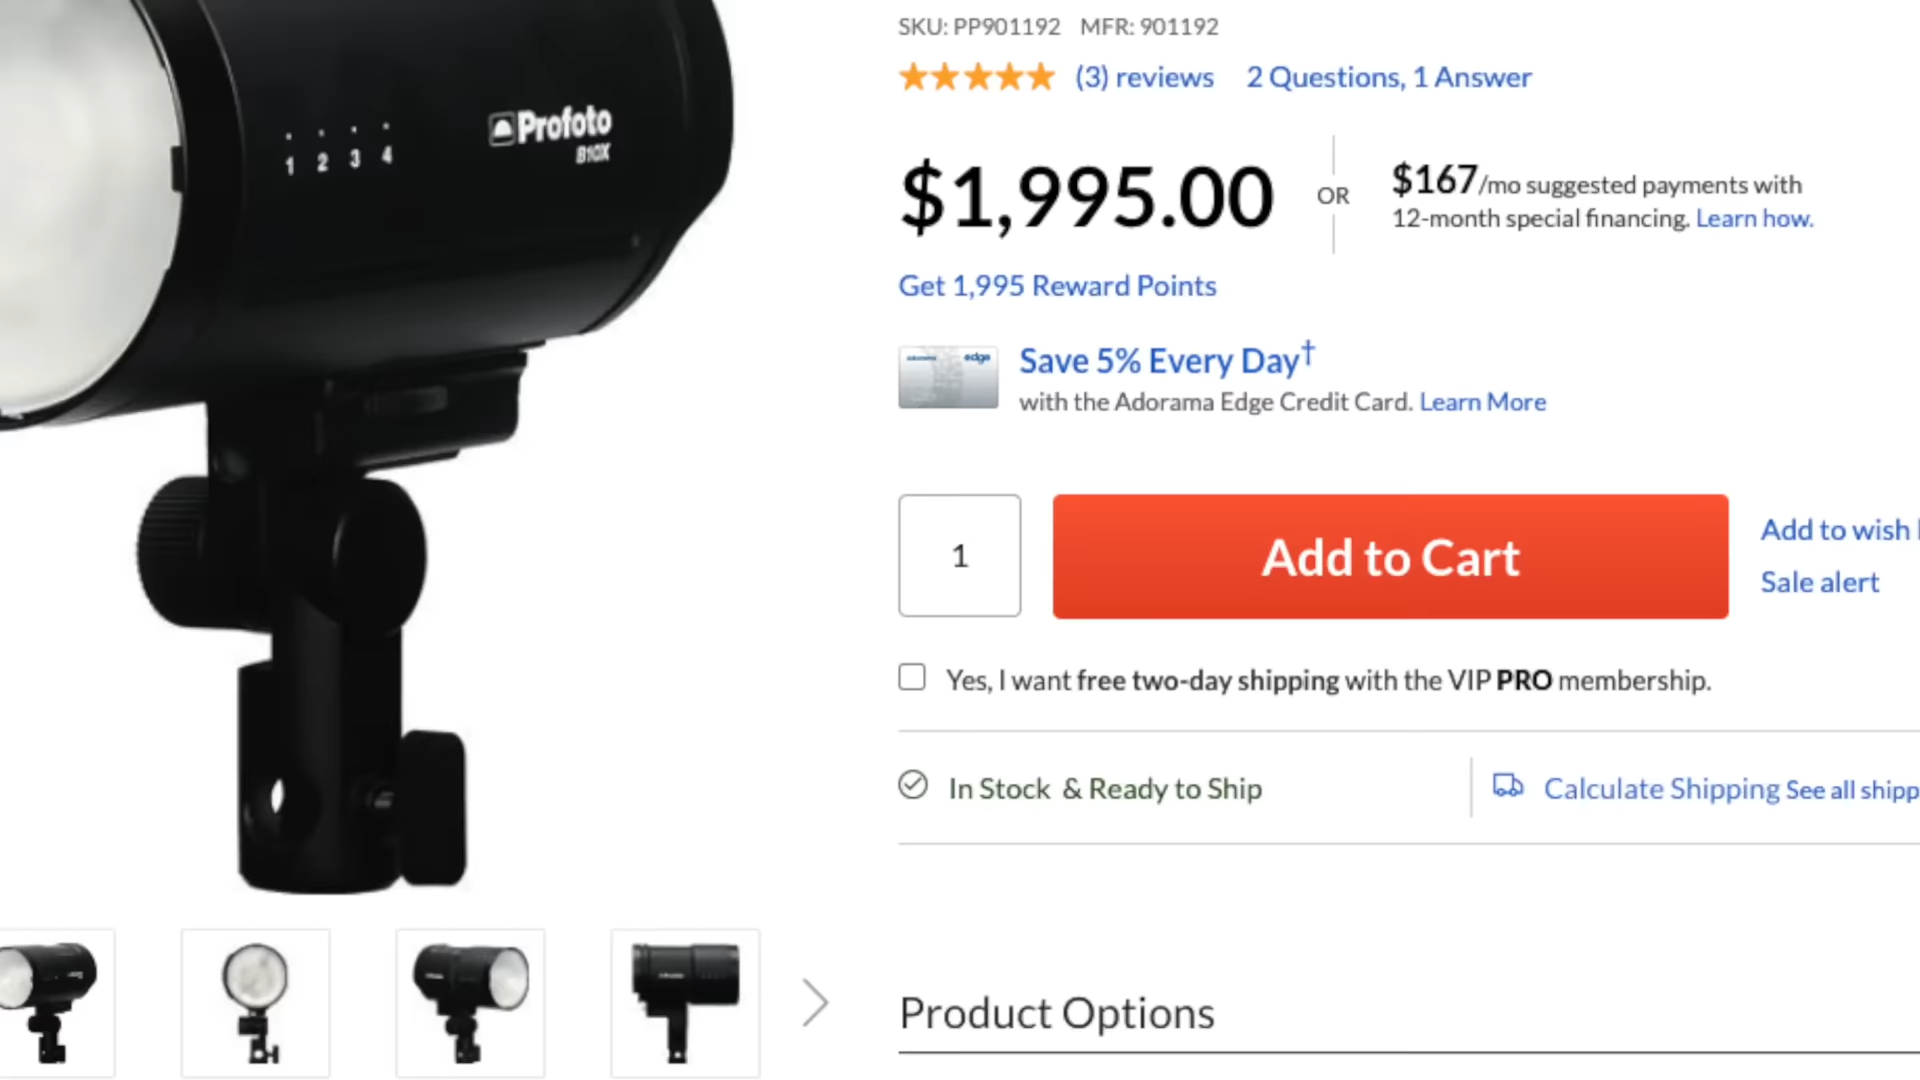 SKU: PP901192 MFR: 901192
(3) reviews 2 Questions, 1 Answer
$1,995.00
OR
$167/mo suggested payments with
12-month special financing. Learn how.
Get 1,995 Reward Points
edge
Save 5% Every Day†
with the Adorama Edge Credit Card. Learn More
1
Add to Cart
Add to wish
Sale alert
Yes, I want free two-day shipping with the VIP PRO membership.
In Stock & Ready to Ship
Calculate Shipping See all shipp
Product Options
1 2 3 4
Profoto
B10X